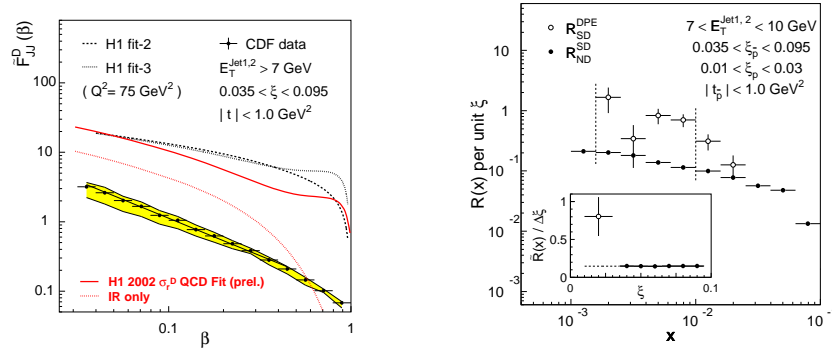 F̃ᴰ_JJ (β)
H1 fit-2
H1 fit-3
( Q²= 75 GeV²)
CDF data
E_T^Jet1,2 > 7 GeV
0.035 < ξ < 0.095
| t | < 1.0 GeV²
100
10
1
0.1
H1 2002 σ_r^D QCD Fit (prel.)
IR only
0.1
1
β
R(x) per unit ξ
R_SD^DPE
R_ND^SD
7 < E_T^Jet1, 2 < 10 GeV
0.035 < ξ_p̄ < 0.095
0.01 < ξ_p < 0.03
| t_p̄ | < 1.0 GeV²
10
1
10⁻¹
10⁻²
10⁻³
R̃(x) / Δξ
1
0.5
0
0
0.1
ξ
10⁻³
10⁻²
10⁻
x